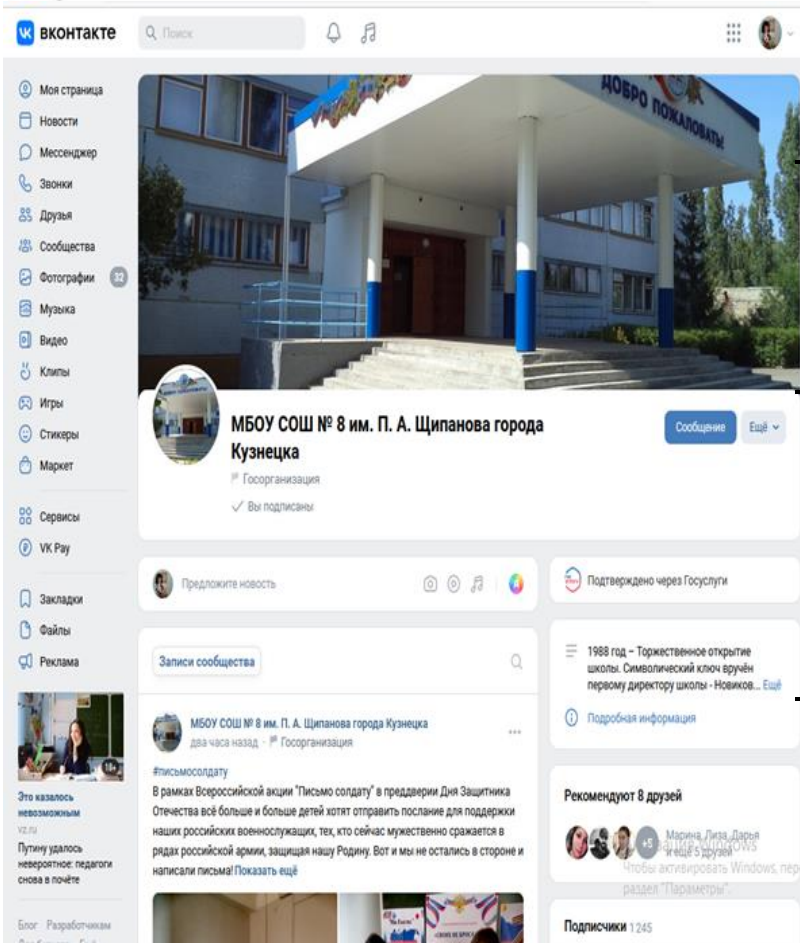 вконтакте
Поиск
ДОБРО ПОЖАЛОВАТЬ!
Моя страница
Новости
Мессенджер
Звонки
Друзья
Сообщества
Фотографии 32
Музыка
Видео
Клипы
Игры
Стикеры
Маркет
Сервисы
VK Pay
Закладки
Файлы
Реклама
18+
Это казалось
невозможным
vz.ru
Путину удалось
невероятное: педагоги
снова в почёте
Блог Разработчикам
МБОУ СОШ № 8 им. П. А. Щипанова города
Кузнецка
Госорганизация
Вы подписаны
Сообщение
Ещё
Предложите новость
Записи сообщества
МБОУ СОШ № 8 им. П. А. Щипанова города Кузнецка
два часа назад · Госорганизация
#письмосолдату
В рамках Всероссийской акции "Письмо солдату" в преддверии Дня Защитника
Отечества всё больше и больше детей хотят отправить послание для поддержки
наших российских военнослужащих, тех, кто сейчас мужественно сражается в
рядах российской армии, защищая нашу Родину. Вот и мы не остались в стороне и
написали письма! Показать ещё
Подтверждено через Госуслуги
1988 год – Торжественное открытие
школы. Символический ключ вручён
первому директору школы - Новиков... Ещё
Подробная информация
Рекомендуют 8 друзей
+5
Марина, Лиза, Дарья
и ещё 5 друзей
Windows
Чтобы активировать Windows, пер
раздел "Параметры".
Подписчики 1 245